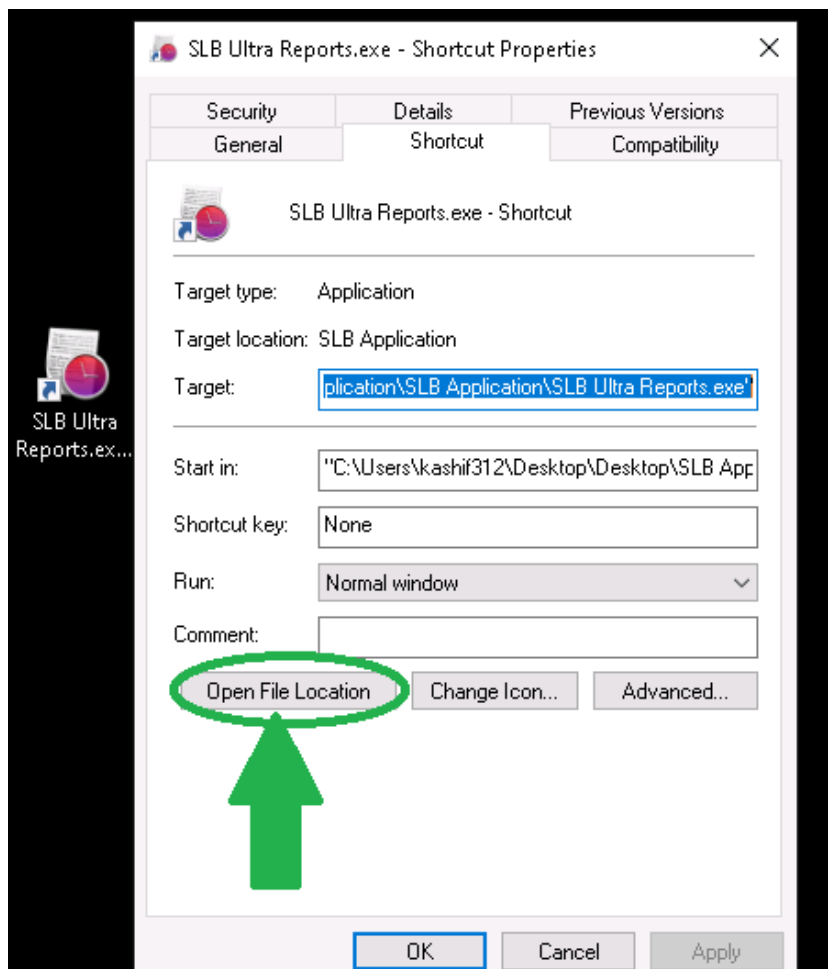 SLB Ultra Reports.exe - Shortcut Properties
Security Details Previous Versions
General Shortcut Compatibility
SLB Ultra Reports.exe - Shortcut
Target type: Application
Target location: SLB Application
Target: plication\SLB Application\SLB Ultra Reports.exe"
SLB Ultra
Reports.ex...
Start in: "C:\Users\kashif312\Desktop\Desktop\SLB App
Shortcut key: None
Run: Normal window
Comment:
Open File Location Change Icon... Advanced...
OK Cancel Apply